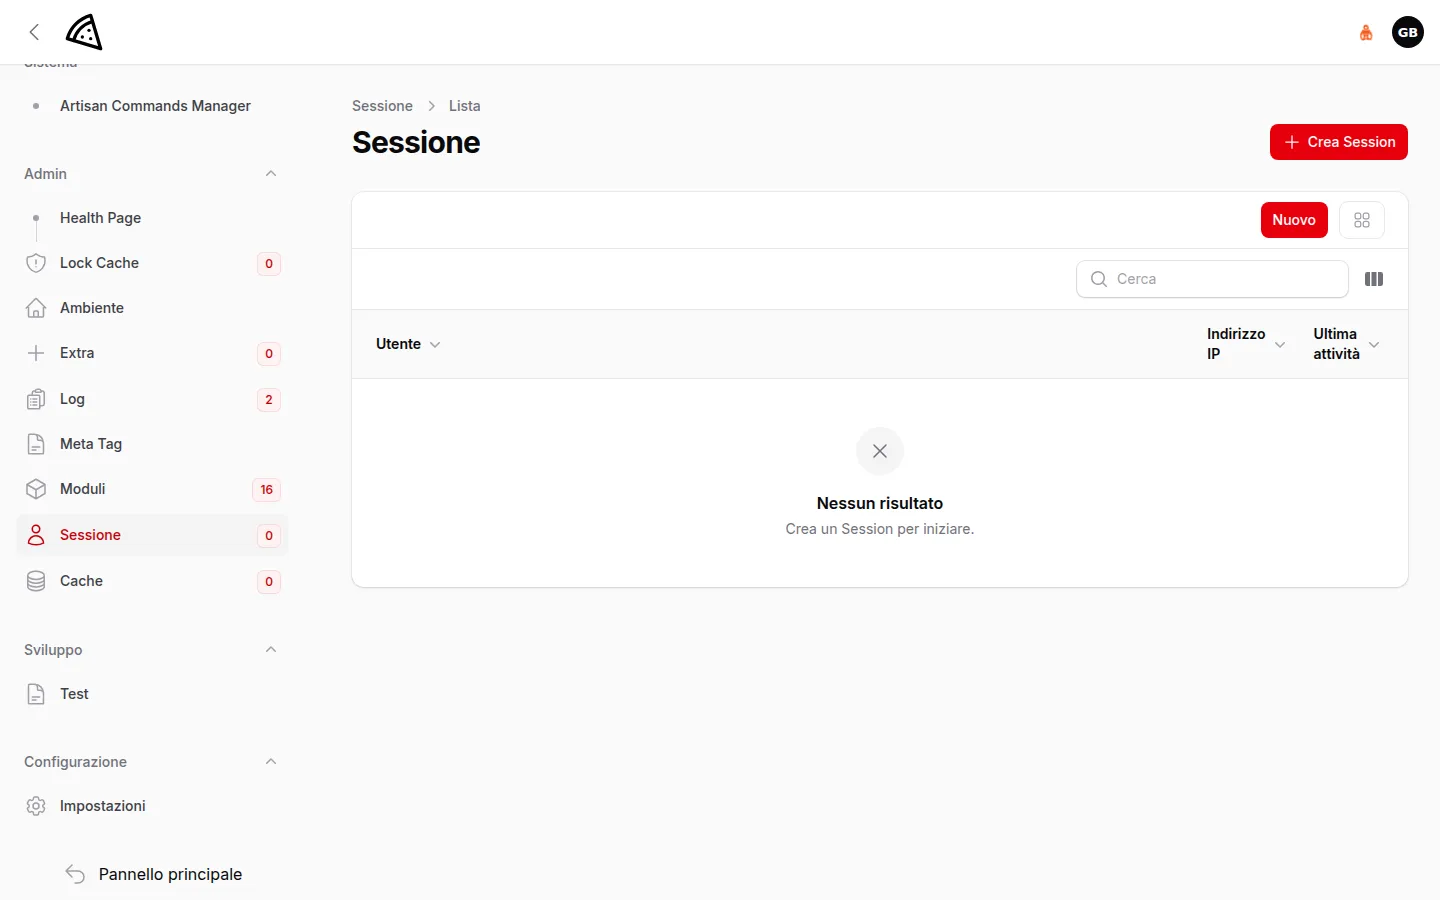 GB
Sistema
Artisan Commands Manager
Admin
Health Page
Lock Cache 0
Ambiente
Extra 0
Log 2
Meta Tag
Moduli 16
Sessione 0
Cache 0
Sviluppo
Test
Configurazione
Impostazioni
Pannello principale
Sessione Lista
Sessione
Crea Session
Nuovo
Cerca
Utente
Indirizzo
IP
Ultima
attività
Nessun risultato
Crea un Session per iniziare.